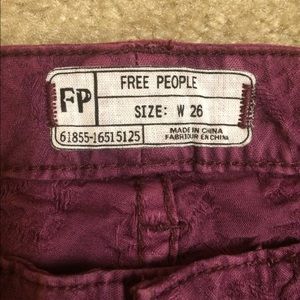 FP
FREE PEOPLE
SIZE: W 26
61855-16515125
MADE IN CHINA
FABRIQUÉ EN CHINE